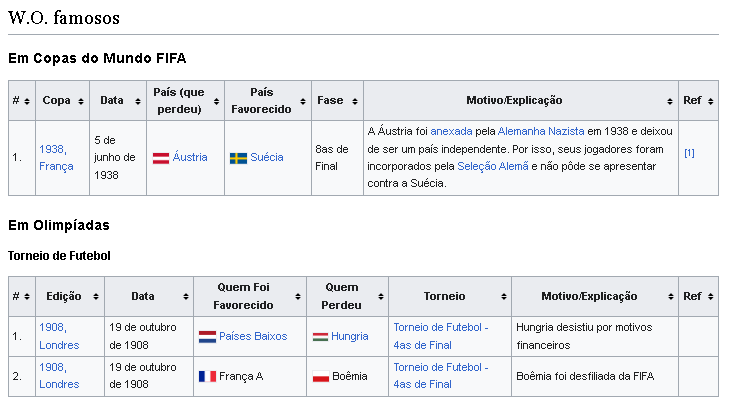 W.O. famosos
Em Copas do Mundo FIFA
# Copa Data País (que perdeu) País Favorecido Fase Motivo/Explicação Ref
1. 1938, França 5 de junho de 1938 Áustria Suécia 8as de Final A Áustria foi anexada pela Alemanha Nazista em 1938 e deixou de ser um país independente. Por isso, seus jogadores foram incorporados pela Seleção Alemã e não pôde se apresentar contra a Suécia. [1]
Em Olimpíadas
Torneio de Futebol
# Edição Data Quem Foi Favorecido Quem Perdeu Torneio Motivo/Explicação Ref
1. 1908, Londres 19 de outubro de 1908 Países Baixos Hungria Torneio de Futebol - 4as de Final Hungria desistiu por motivos financeiros
2. 1908, Londres 19 de outubro de 1908 França A Boêmia Torneio de Futebol - 4as de Final Boêmia foi desfiliada da FIFA